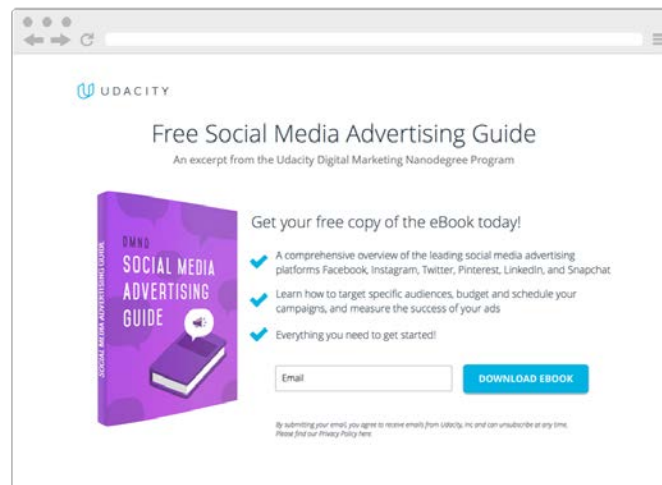 UDACITY
Free Social Media Advertising Guide
An excerpt from the Udacity Digital Marketing Nanodegree Program
SOCIAL MEDIA ADVERTISING GUIDE
DMND
SOCIAL MEDIA
ADVERTISING
GUIDE
Get your free copy of the eBook today!
A comprehensive overview of the leading social media advertising
platforms Facebook, Instagram, Twitter, Pinterest, LinkedIn, and Snapchat
Learn how to target specific audiences, budget and schedule your
campaigns, and measure the success of your ads
Everything you need to get started!
Email
DOWNLOAD EBOOK
By submitting your email, you agree to receive emails from Udacity, Inc and can unsubscribe at any time.
Please find our Privacy Policy here.